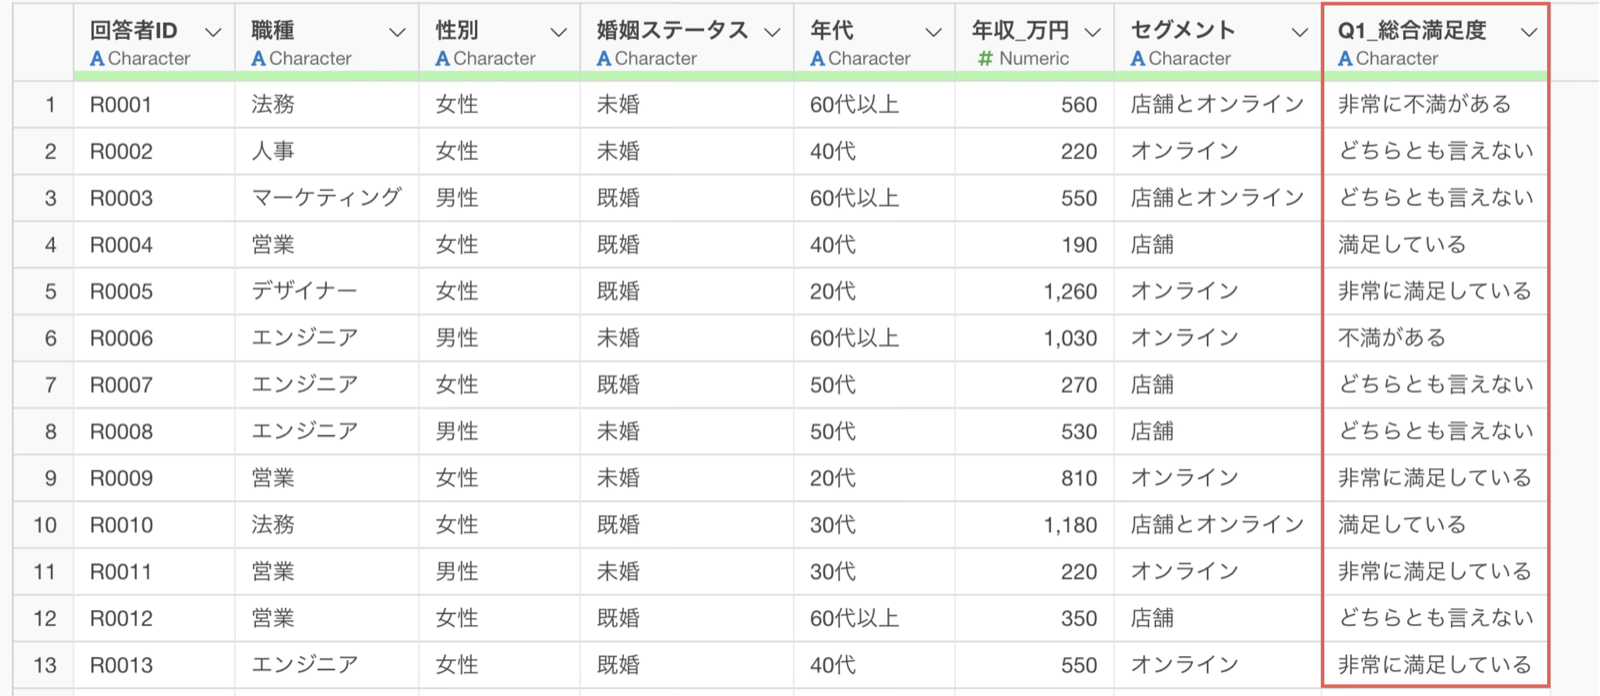 回答者ID 職種 性別 婚姻ステータス 年代 年収_万円 セグメント Q1_総合満足度
A Character A Character A Character A Character A Character # Numeric A Character A Character
1 R0001 法務 女性 未婚 60代以上 560 店舗とオンライン 非常に不満がある
2 R0002 人事 女性 未婚 40代 220 オンライン どちらとも言えない
3 R0003 マーケティング 男性 既婚 60代以上 550 店舗とオンライン どちらとも言えない
4 R0004 営業 女性 既婚 40代 190 店舗 満足している
5 R0005 デザイナー 女性 既婚 20代 1,260 オンライン 非常に満足している
6 R0006 エンジニア 男性 未婚 60代以上 1,030 オンライン 不満がある
7 R0007 エンジニア 女性 既婚 50代 270 店舗 どちらとも言えない
8 R0008 エンジニア 男性 未婚 50代 530 店舗 どちらとも言えない
9 R0009 営業 女性 未婚 20代 810 オンライン 非常に満足している
10 R0010 法務 女性 既婚 30代 1,180 店舗とオンライン 満足している
11 R0011 営業 男性 未婚 30代 220 オンライン 非常に満足している
12 R0012 営業 女性 既婚 60代以上 350 店舗 どちらとも言えない
13 R0013 エンジニア 女性 既婚 40代 550 オンライン 非常に満足している